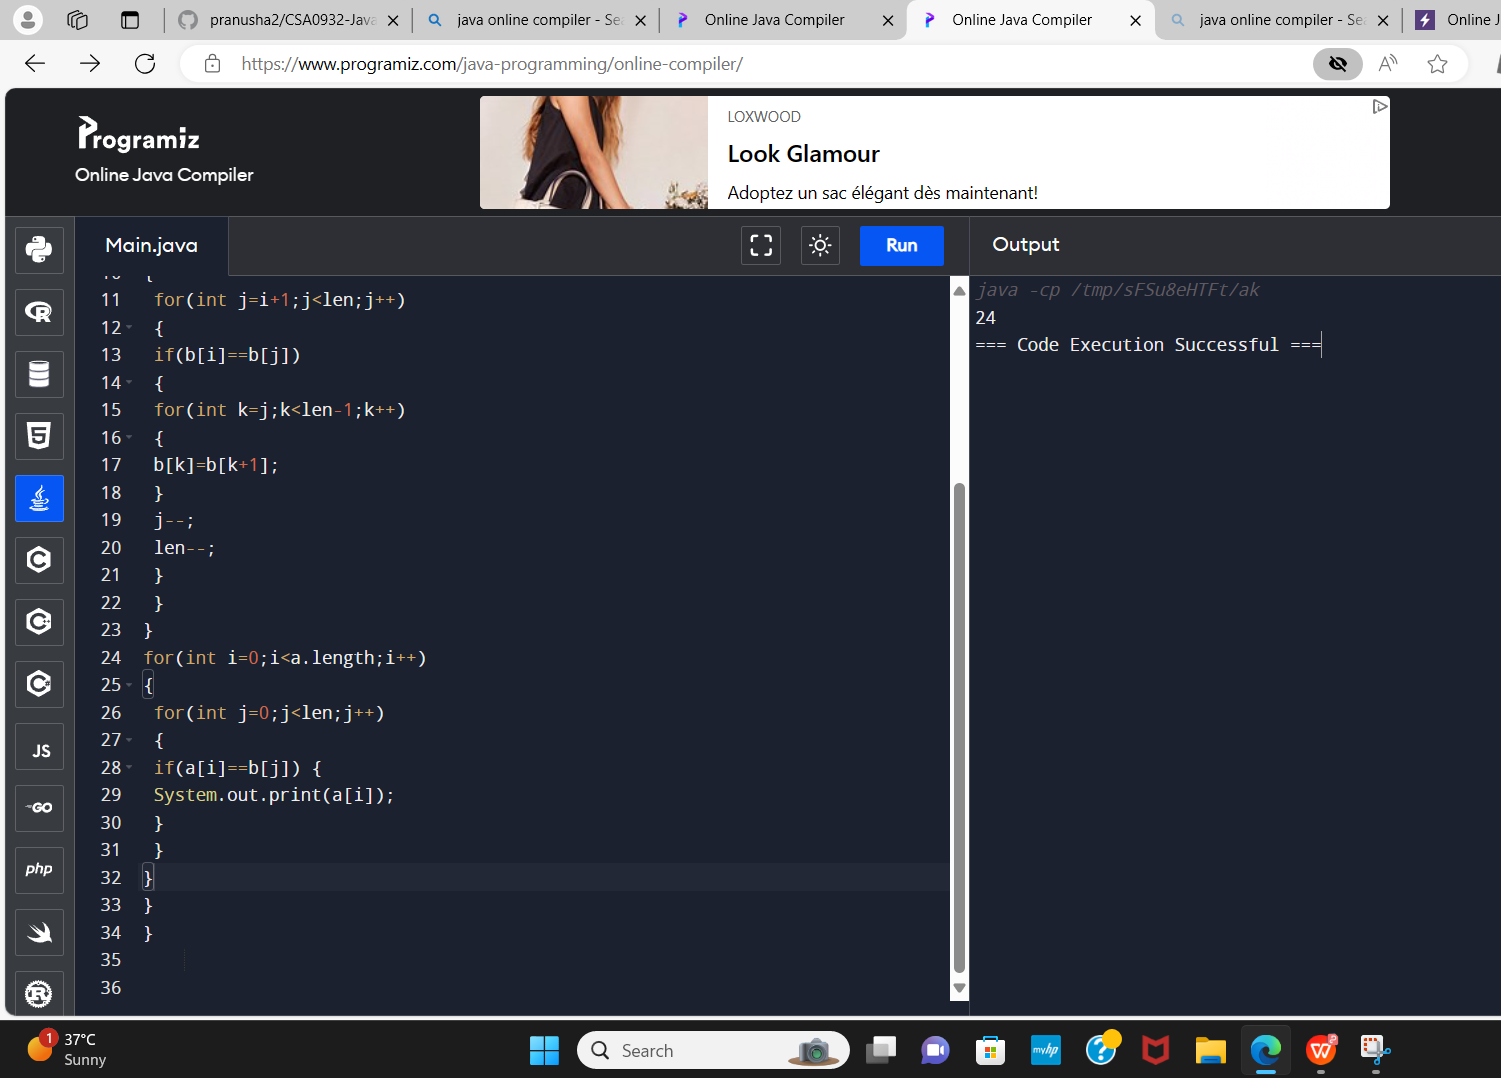 pranusha2/CSA0932-Java
java online compiler - Sea
Online Java Compiler
Online Java Compiler
java online compiler - Sea
Online J
https://www.programiz.com/java-programming/online-compiler/
Programiz
Online Java Compiler
LOXWOOD
Look Glamour
Adoptez un sac élégant dès maintenant!
Main.java
Run
Output
10 {
11 for(int j=i+1;j<len;j++)
12 {
13 if(b[i]==b[j])
14 {
15 for(int k=j;k<len-1;k++)
16 {
17 b[k]=b[k+1];
18 }
19 j--;
20 len--;
21 }
22 }
23 }
24 for(int i=0;i<a.length;i++)
25 {
26 for(int j=0;j<len;j++)
27 {
28 if(a[i]==b[j]) {
29 System.out.print(a[i]);
30 }
31 }
32 }
33 }
34 }
35
36
java -cp /tmp/sFSu8eHTFt/ak
24
=== Code Execution Successful ===
JS
GO
php
1
37°C
Sunny
Search
myhp